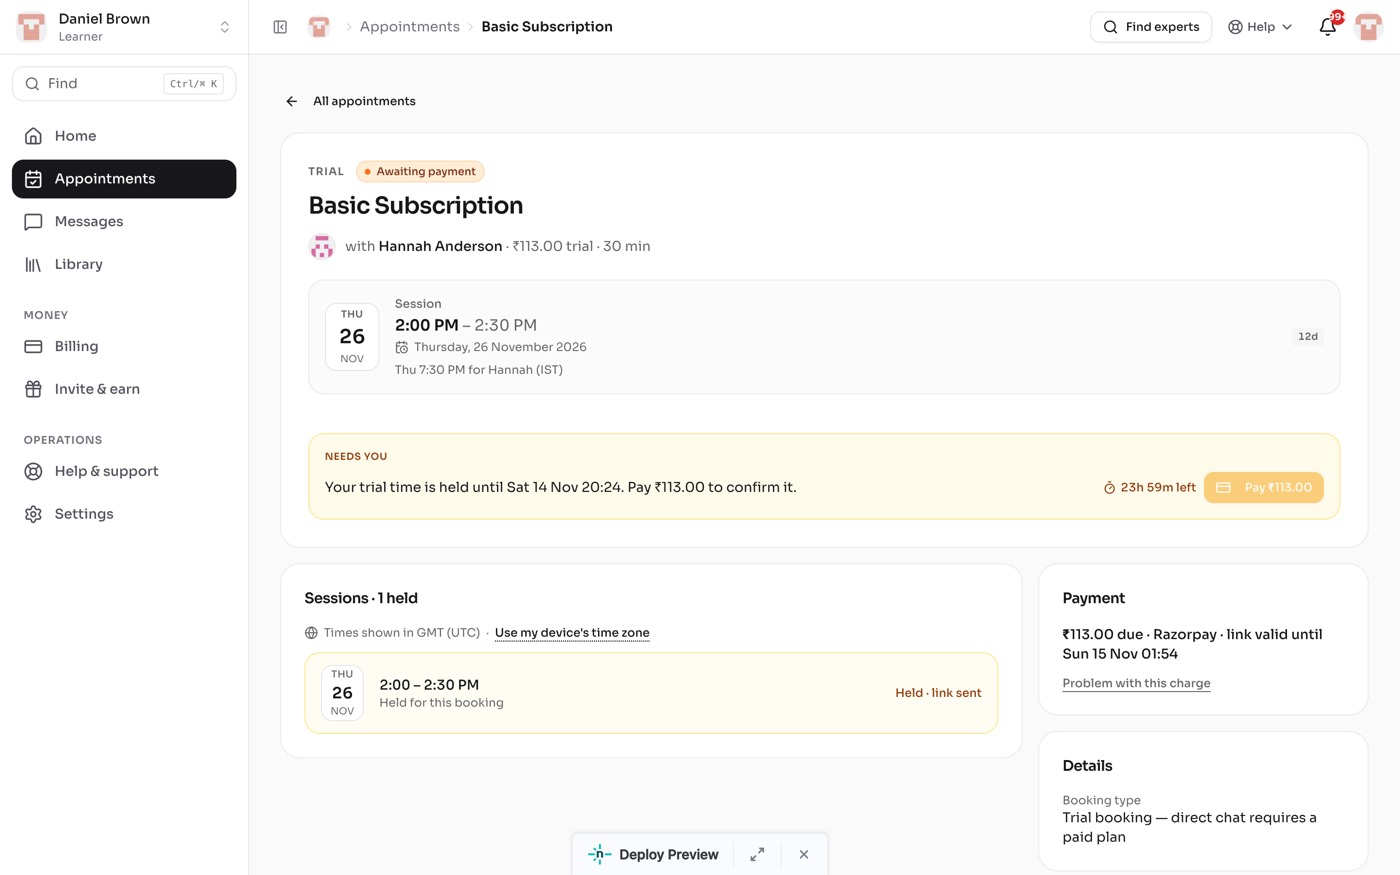 Daniel Brown
Learner
Find
Ctrl/⌘ K
Home
Appointments
Messages
Library
MONEY
Billing
Invite & earn
OPERATIONS
Help & support
Settings
Appointments
Basic Subscription
Find experts
Help
99+
All appointments
TRIAL
Awaiting payment
Basic Subscription
with Hannah Anderson · ₹113.00 trial · 30 min
THU
26
NOV
Session
2:00 PM – 2:30 PM
Thursday, 26 November 2026
Thu 7:30 PM for Hannah (IST)
12d
NEEDS YOU
Your trial time is held until Sat 14 Nov 20:24. Pay ₹113.00 to confirm it.
23h 59m left
Pay ₹113.00
Sessions · 1 held
Times shown in GMT (UTC) · Use my device's time zone
THU
26
NOV
2:00 – 2:30 PM
Held for this booking
Held · link sent
Payment
₹113.00 due · Razorpay · link valid until
Sun 15 Nov 01:54
Problem with this charge
Details
Booking type
Trial booking — direct chat requires a
paid plan
Deploy Preview